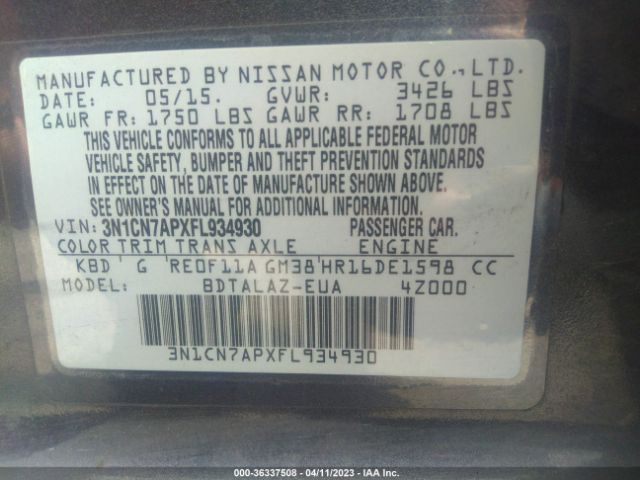 MANUFACTURED BY NISSAN MOTOR CO., LTD.
DATE: 05/15. GVWR: 3426 LBS
GAWR FR: 1750 LBS GAWR RR: 1708 LBS
THIS VEHICLE CONFORMS TO ALL APPLICABLE FEDERAL MOTOR
VEHICLE SAFETY, BUMPER AND THEFT PREVENTION STANDARDS
IN EFFECT ON THE DATE OF MANUFACTURE SHOWN ABOVE.
SEE OWNER'S MANUAL FOR ADDITIONAL INFORMATION.
VIN: 3N1CN7APXFL934930 PASSENGER CAR.
COLOR TRIM TRANS AXLE ENGINE
KBD G RE0F11A GM38 HR16DE1598 CC
MODEL: BDTALAZ-EUA 4Z000
3N1CN7APXFL934930
000-36337508 - 04/11/2023 - IAA Inc.